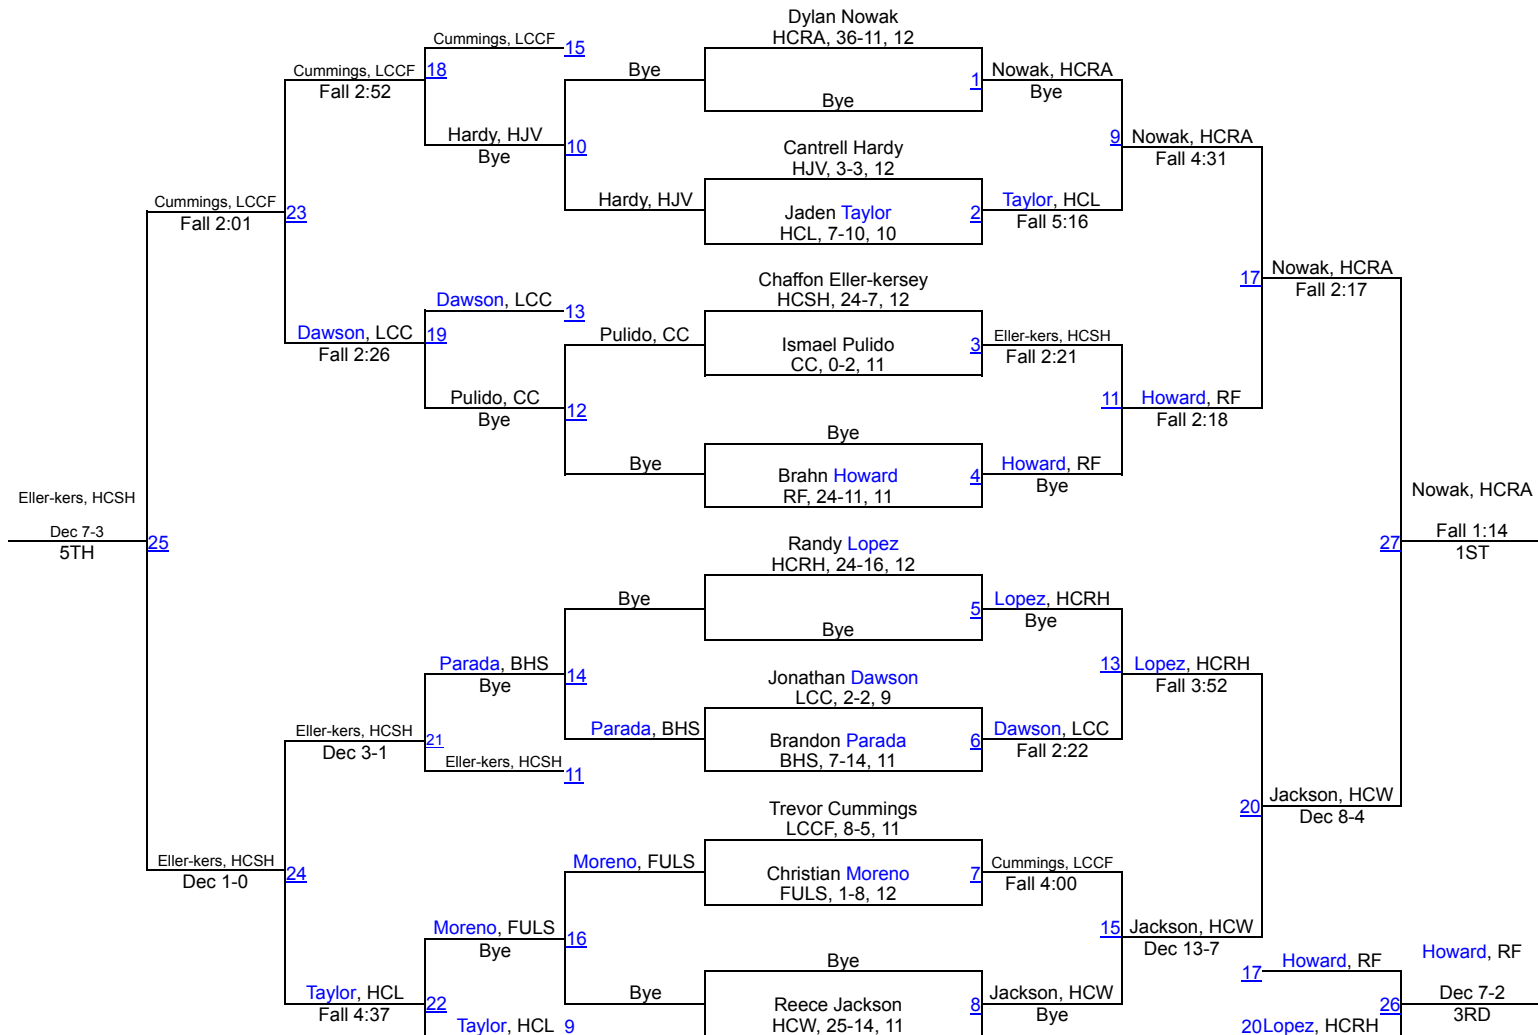 Dylan Nowak
HCRA, 36-11, 12
Cummings, LCCF 15
Cummings, LCCF 18
Fall 2:52
Bye
1 Nowak, HCRA
Bye
Bye
Hardy, HJV 10
Bye
Cantrell Hardy
HJV, 3-3, 12
9 Nowak, HCRA
Fall 4:31
Cummings, LCCF 23
Fall 2:01
Hardy, HJV
Jaden Taylor
HCL, 7-10, 10
2 Taylor, HCL
Fall 5:16
Chaffon Eller-kersey
HCSH, 24-7, 12
17 Nowak, HCRA
Fall 2:17
Dawson, LCC 13
Dawson, LCC 19
Fall 2:26
Pulido, CC
Ismael Pulido
CC, 0-2, 11
3 Eller-kers, HCSH
Fall 2:21
Pulido, CC 12
Bye
11 Howard, RF
Fall 2:18
Bye
Bye
Brahn Howard
RF, 24-11, 11
4 Howard, RF
Bye
Eller-kers, HCSH
Dec 7-3
5TH
25
Nowak, HCRA
27 Fall 1:14
1ST
Randy Lopez
HCRH, 24-16, 12
Bye
5 Lopez, HCRH
Bye
Bye
Parada, BHS 14
Bye
Jonathan Dawson
LCC, 2-2, 9
13 Lopez, HCRH
Fall 3:52
Eller-kers, HCSH 21
Dec 3-1
Parada, BHS
Brandon Parada
BHS, 7-14, 11
6 Dawson, LCC
Fall 2:22
Eller-kers, HCSH 11
Trevor Cummings
LCCF, 8-5, 11
20 Jackson, HCW
Dec 8-4
Eller-kers, HCSH 24
Dec 1-0
Moreno, FULS
Christian Moreno
FULS, 1-8, 12
7 Cummings, LCCF
Fall 4:00
Moreno, FULS 16
Bye
15 Jackson, HCW
Dec 13-7
Bye
17 Howard, RF
Howard, RF
Taylor, HCL 22
Fall 4:37
Bye
Reece Jackson
HCW, 25-14, 11
8 Jackson, HCW
Bye
26 Dec 7-2
3RD
Taylor, HCL 9
20 Lopez, HCRH